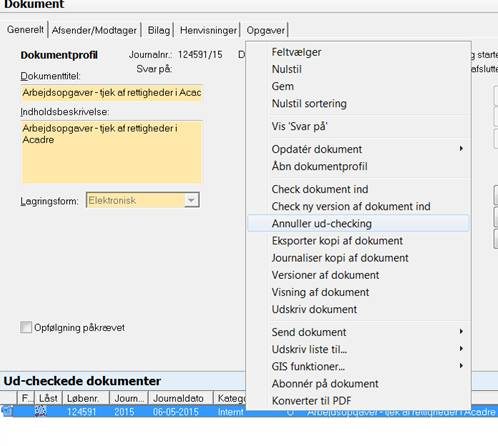 Dokument
Generelt Afsender/Modtager Bilag Henvisninger Opgaver
Dokumentprofil Journalnr.: 124591/15 D
Svar på:
Dokumenttitel:
Arbejdsopgaver - tjek af rettigheder i Acac
Indholdsbeskrivelse:
Arbejdsopgaver - tjek af rettigheder i
Acadre
Lagringsform: Elektronisk
Opfølgning påkrævet
Feltvælger
Nulstil
Gem
Nulstil sortering
Vis 'Svar på'
Opdatér dokument
Åbn dokumentprofil
Check dokument ind
Check ny version af dokument ind
Annuller ud-checking
Eksporter kopi af dokument
Journaliser kopi af dokument
Versioner af dokument
Visning af dokument
Udskriv dokument
Send dokument
Udskriv liste til...
GIS funktioner...
Abonnér på dokument
Konverter til PDF
g starte
afslutte
Ud-checkede dokumenter
F... Låst Løbenr. Journ... Journaldato Katego
124591 2015 06-05-2015 Internt 0 Arbejdsopgaver - tjek af rettigheder i Acadre